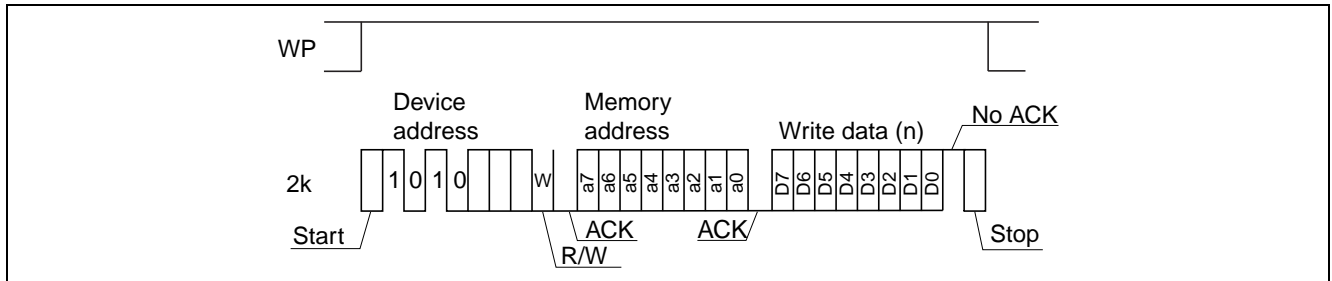 WP
Device address
Memory address
Write data (n)
No ACK
2k
1 0 1 0
W
a7 a6 a5 a4 a3 a2 a1 a0
D7 D6 D5 D4 D3 D2 D1 D0
Start
ACK
R/W
ACK
Stop